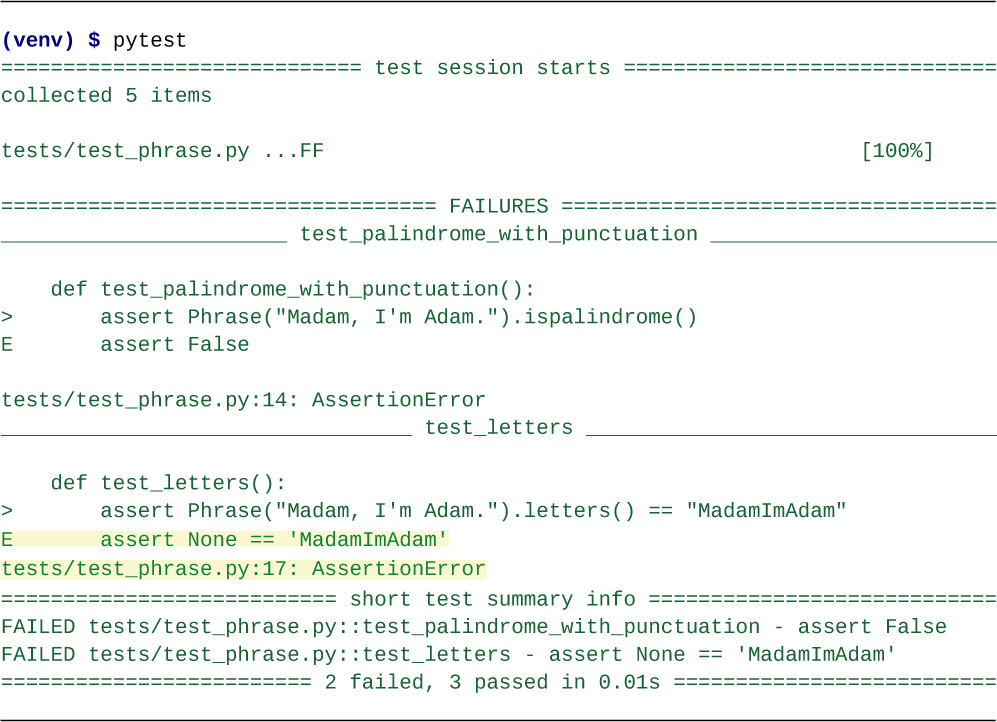 (venv) $ pytest
============================= test session starts ==============================
collected 5 items
tests/test_phrase.py ...FF [100%]
=================================== FAILURES ===================================
_______________________ test_palindrome_with_punctuation _______________________
def test_palindrome_with_punctuation():
> assert Phrase("Madam, I'm Adam.").ispalindrome()
E assert False
tests/test_phrase.py:14: AssertionError
_________________________________ test_letters _________________________________
def test_letters():
> assert Phrase("Madam, I'm Adam.").letters() == "MadamImAdam"
E assert None == 'MadamImAdam'
tests/test_phrase.py:17: AssertionError
=========================== short test summary info ============================
FAILED tests/test_phrase.py::test_palindrome_with_punctuation - assert False
FAILED tests/test_phrase.py::test_letters - assert None == 'MadamImAdam'
========================= 2 failed, 3 passed in 0.01s ==========================